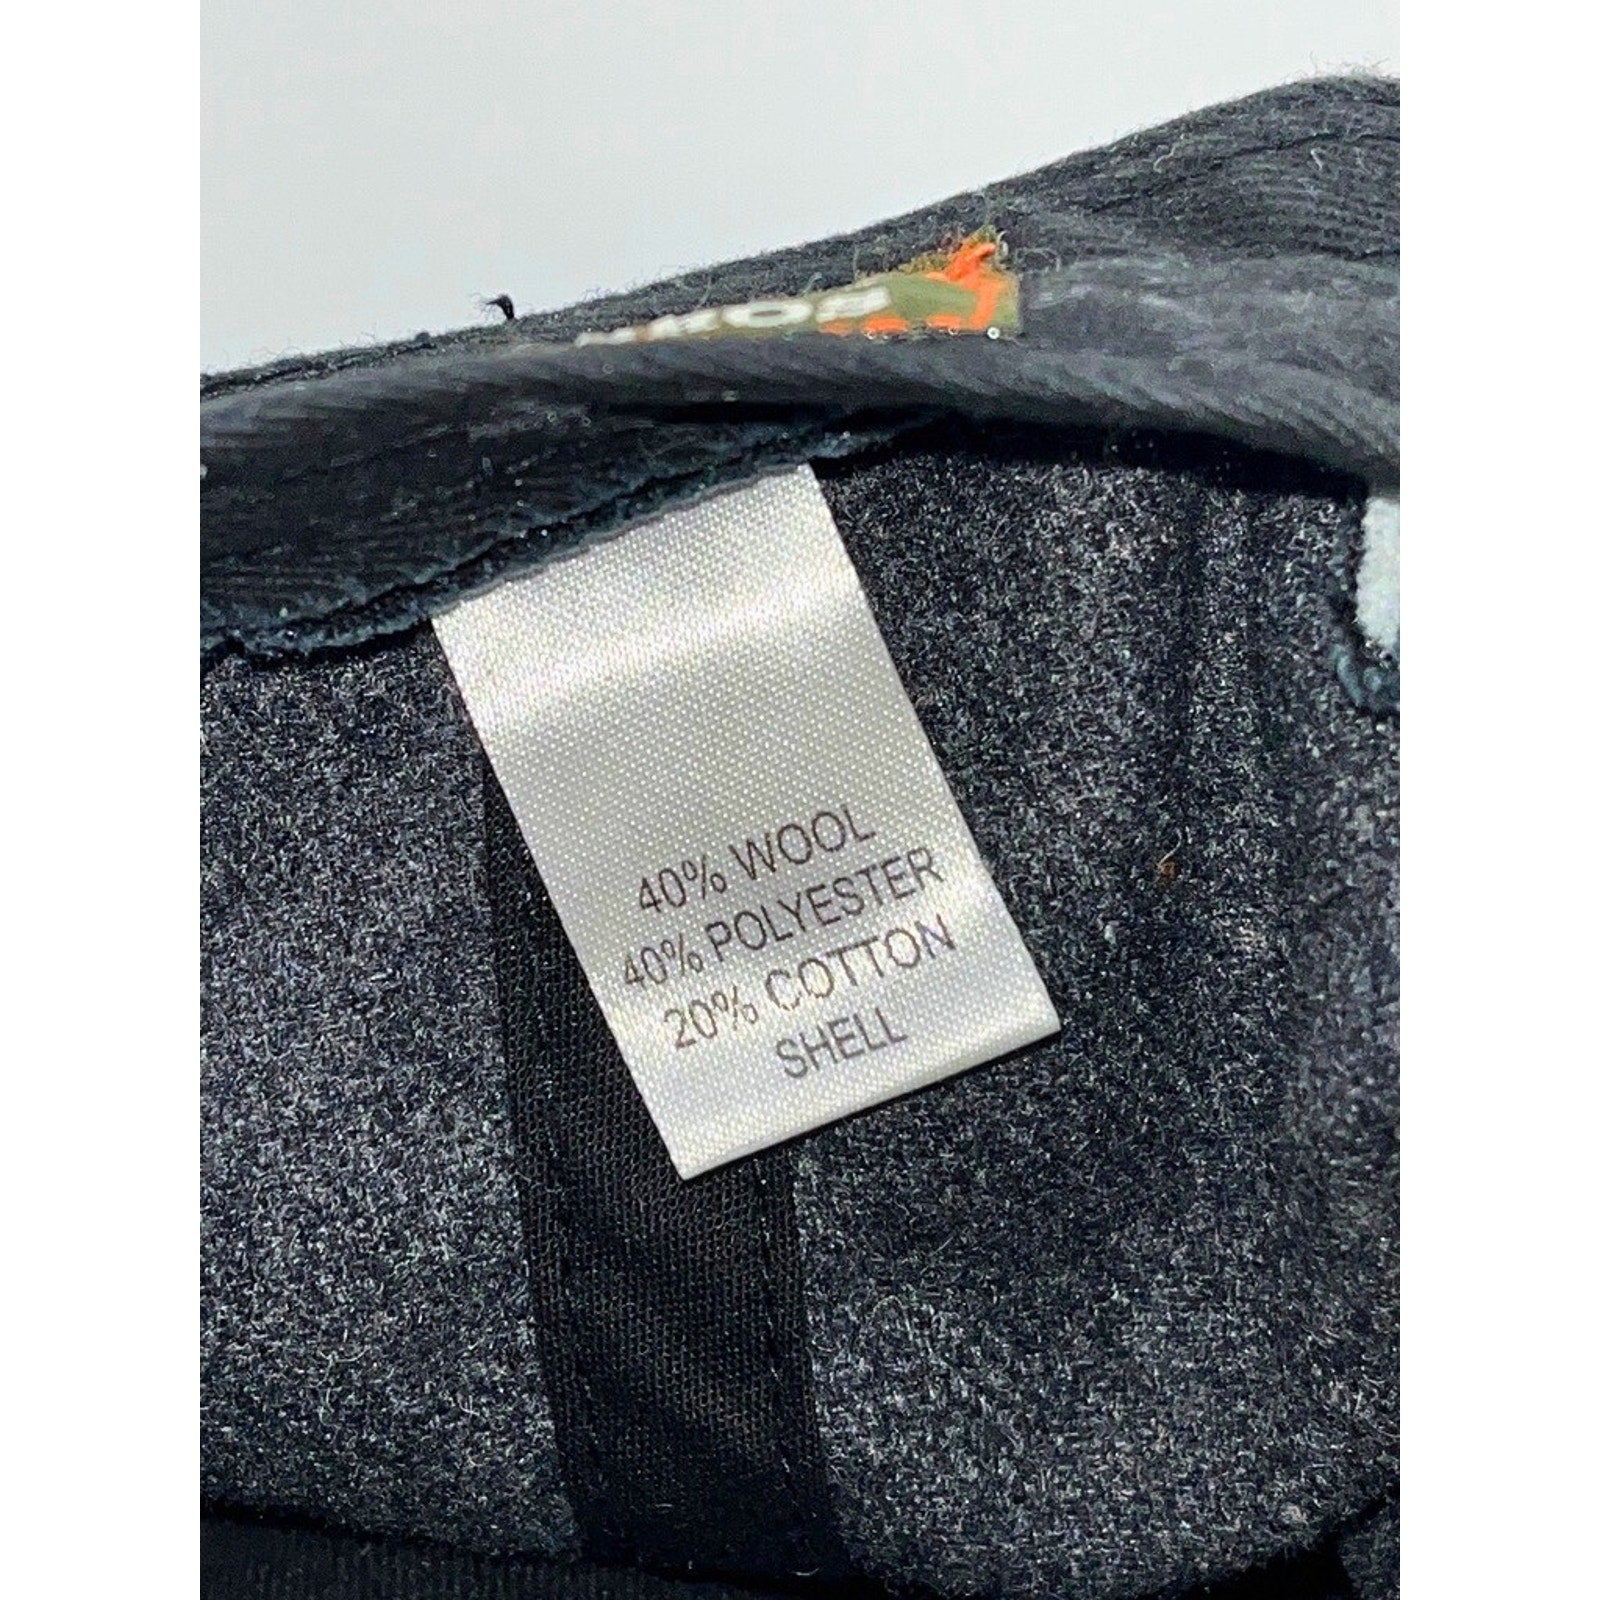 40% WOOL
40% POLYESTER
20% COTTON
SHELL